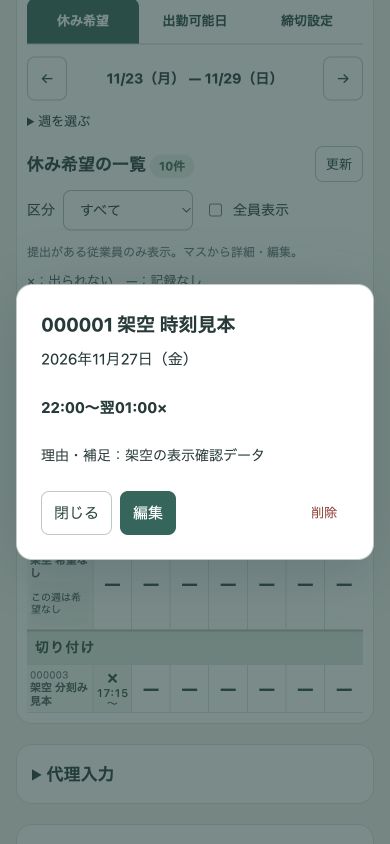 休み希望
出勤可能日
締切設定
←
11/23（月） — 11/29（日）
→
▶ 週を選ぶ
休み希望の一覧 10件
更新
区分 すべて
全員表示
提出がある従業員のみ表示。マスから詳細・編集。
×：出られない —：記録なし
000001 架空 時刻見本
2026年11月27日（金）
22:00〜翌01:00×
理由・補足：架空の表示確認データ
閉じる 編集 削除
架空 希望な
し
この週は希
望なし
— — — — — — —
切り付け
000003
架空 分刻み
見本
×
17:15
〜
— — — — — —
▶ 代理入力